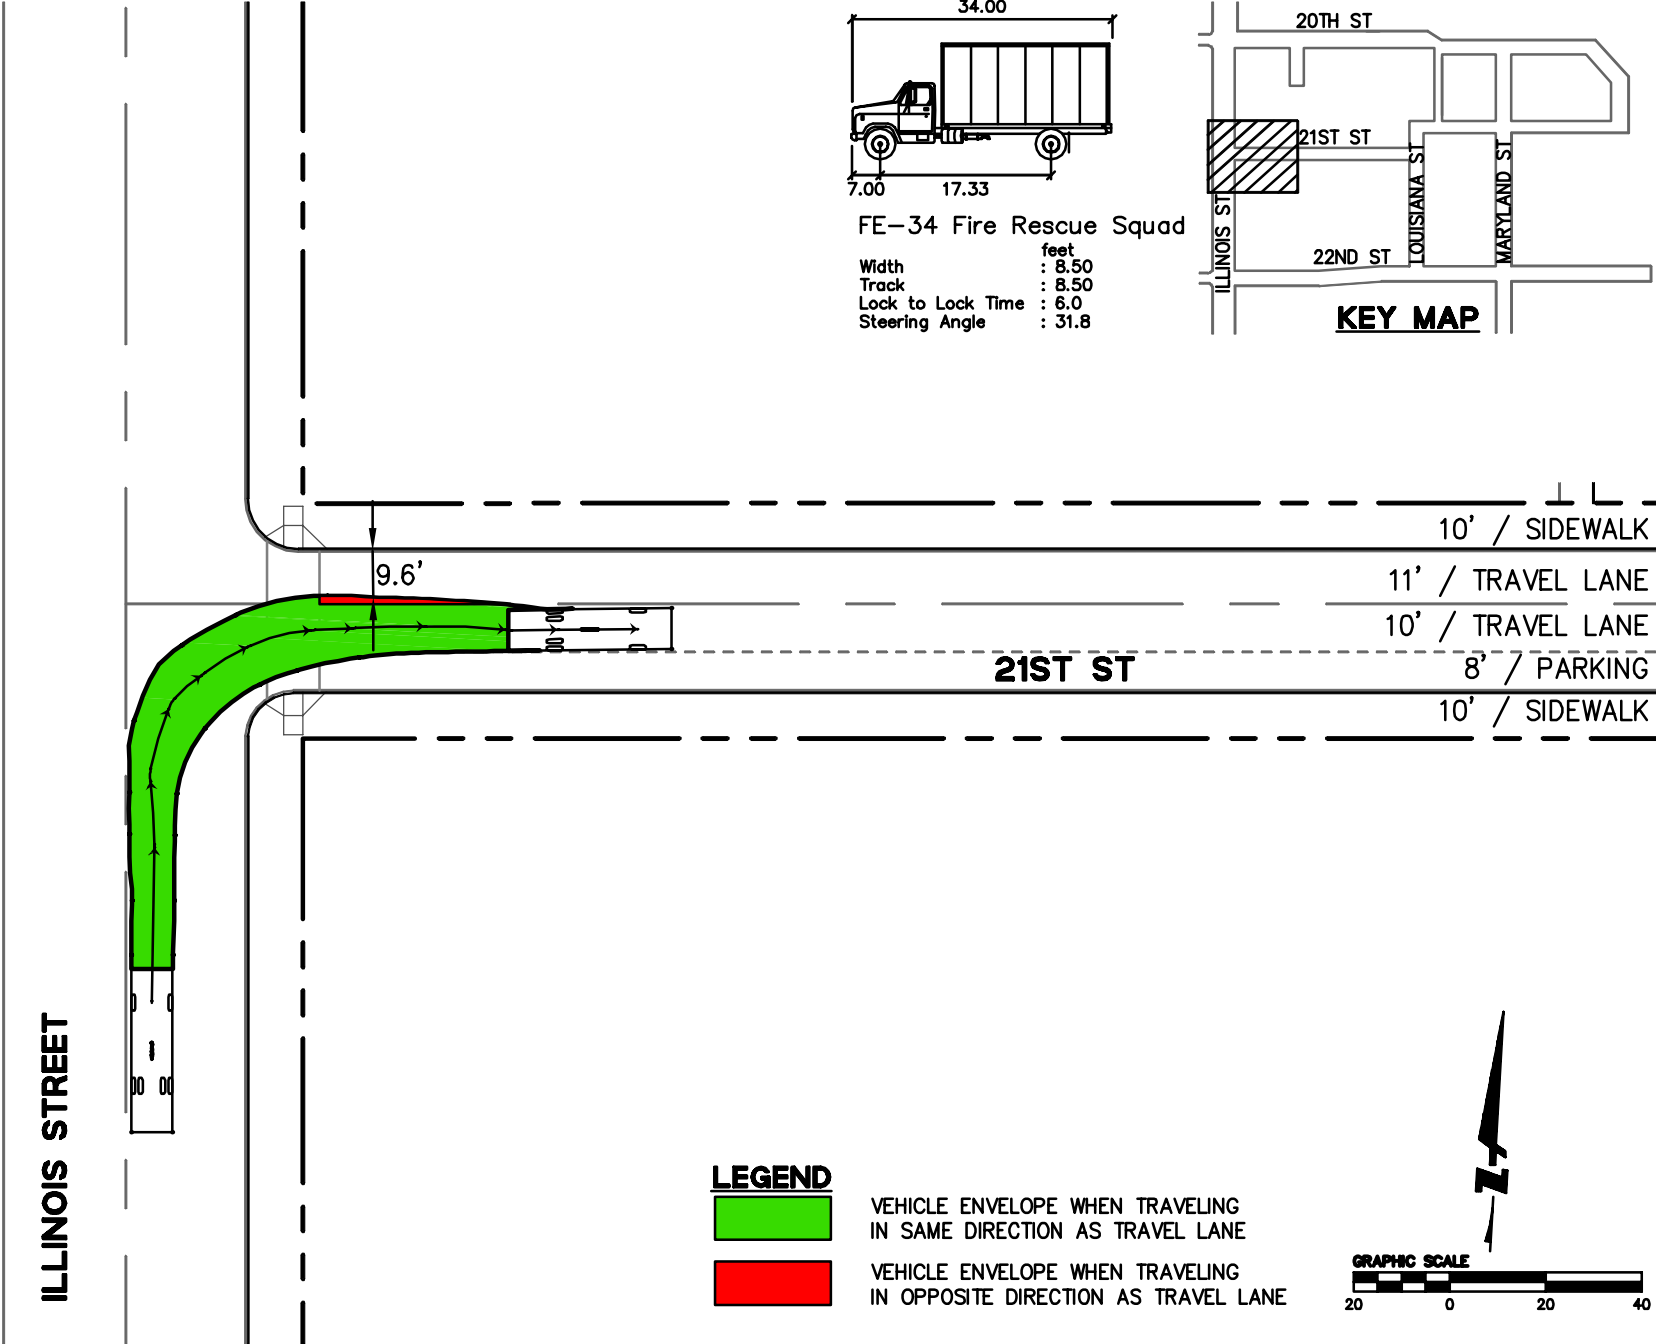 34.00
7.00 17.33
FE-34 Fire Rescue Squad
feet
Width : 8.50
Track : 8.50
Lock to Lock Time : 6.0
Steering Angle : 31.8
20TH ST
21ST ST
ILLINOIS ST
LOUISIANA ST
MARYLAND ST
22ND ST
KEY MAP
10' / SIDEWALK
11' / TRAVEL LANE
9.6'
10' / TRAVEL LANE
21ST ST
8' / PARKING
10' / SIDEWALK
ILLINOIS STREET
LEGEND
VEHICLE ENVELOPE WHEN TRAVELING
IN SAME DIRECTION AS TRAVEL LANE
VEHICLE ENVELOPE WHEN TRAVELING
IN OPPOSITE DIRECTION AS TRAVEL LANE
Z
GRAPHIC SCALE
20 0 20 40